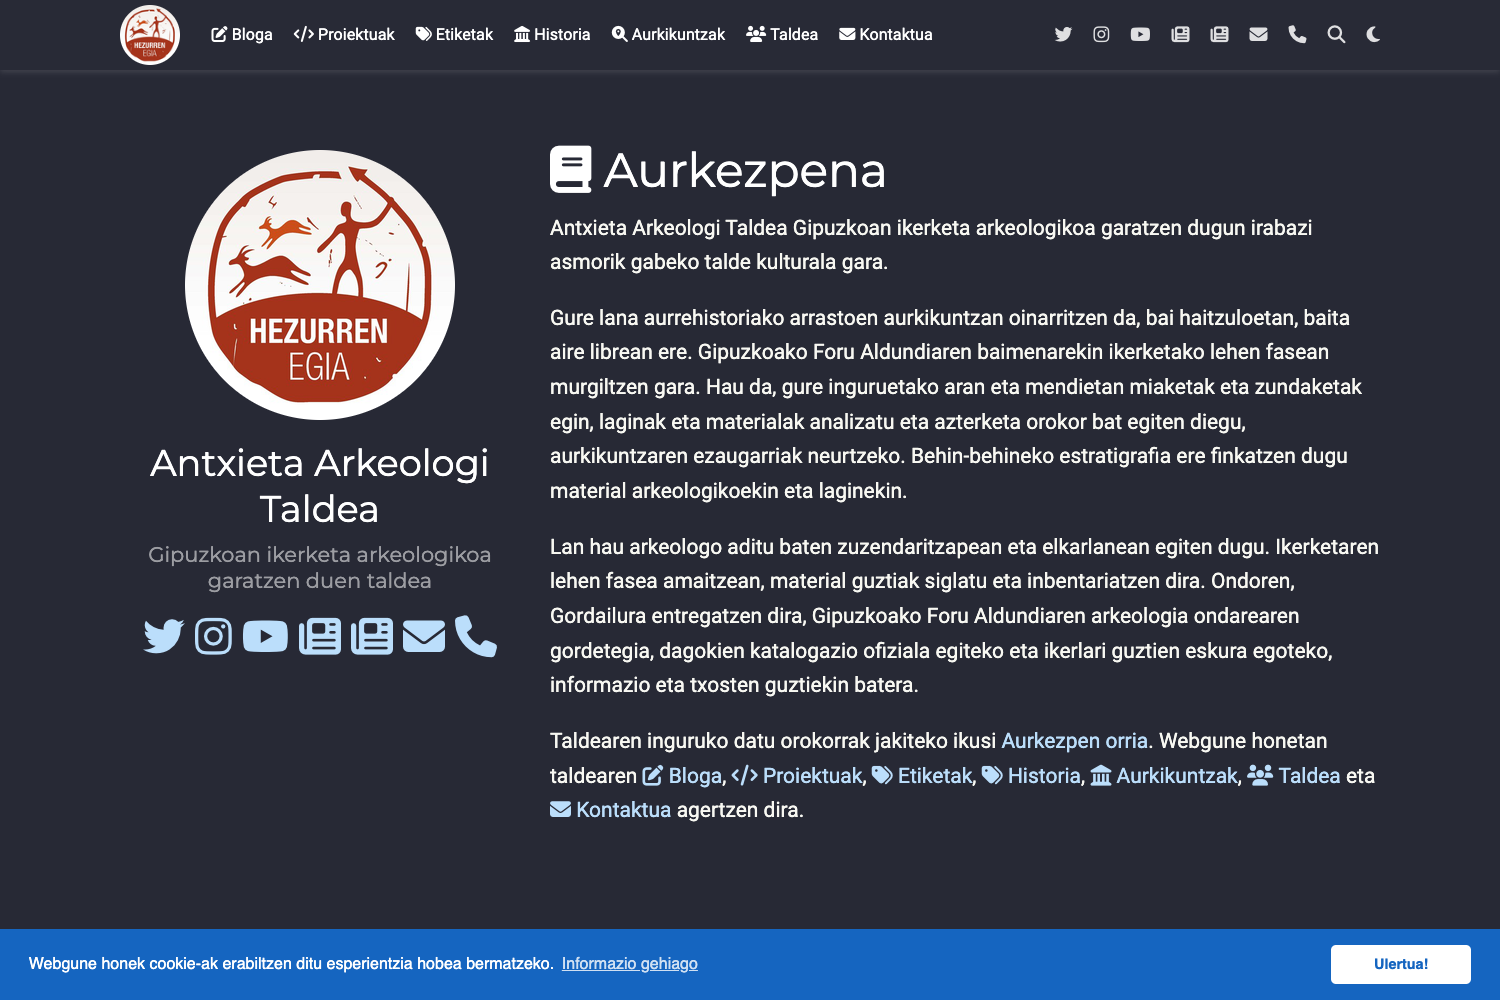 HEZURREN
EGIA
Bloga Proiektuak Etiketak Historia Aurkikuntzak Taldea Kontaktua
HEZURREN
EGIA
Antxieta Arkeologi
Taldea
Gipuzkoan ikerketa arkeologikoa
garatzen duen taldea
Aurkezpena
Antxieta Arkeologi Taldea Gipuzkoan ikerketa arkeologikoa garatzen dugun irabazi
asmorik gabeko talde kulturala gara.
Gure lana aurrehistoriako arrastoen aurkikuntzan oinarritzen da, bai haitzuloetan, baita
aire librean ere. Gipuzkoako Foru Aldundiaren baimenarekin ikerketako lehen fasean
murgiltzen gara. Hau da, gure inguruetako aran eta mendietan miaketak eta zundaketak
egin, laginak eta materialak analizatu eta azterketa orokor bat egiten diegu,
aurkikuntzaren ezaugarriak neurtzeko. Behin-behineko estratigrafia ere finkatzen dugu
material arkeologikoekin eta laginekin.
Lan hau arkeologo aditu baten zuzendaritzapean eta elkarlanean egiten dugu. Ikerketaren
lehen fasea amaitzean, material guztiak siglatu eta inbentariatzen dira. Ondoren,
Gordailura entregatzen dira, Gipuzkoako Foru Aldundiaren arkeologia ondarearen
gordetegia, dagokien katalogazio ofiziala egiteko eta ikerlari guztien eskura egoteko,
informazio eta txosten guztiekin batera.
Taldearen inguruko datu orokorrak jakiteko ikusi Aurkezpen orria. Webgune honetan
taldearen Bloga, Proiektuak, Etiketak, Historia, Aurkikuntzak, Taldea eta
Kontaktua agertzen dira.
Webgune honek cookie-ak erabiltzen ditu esperientzia hobea bermatzeko. Informazio gehiago
Ulertua!